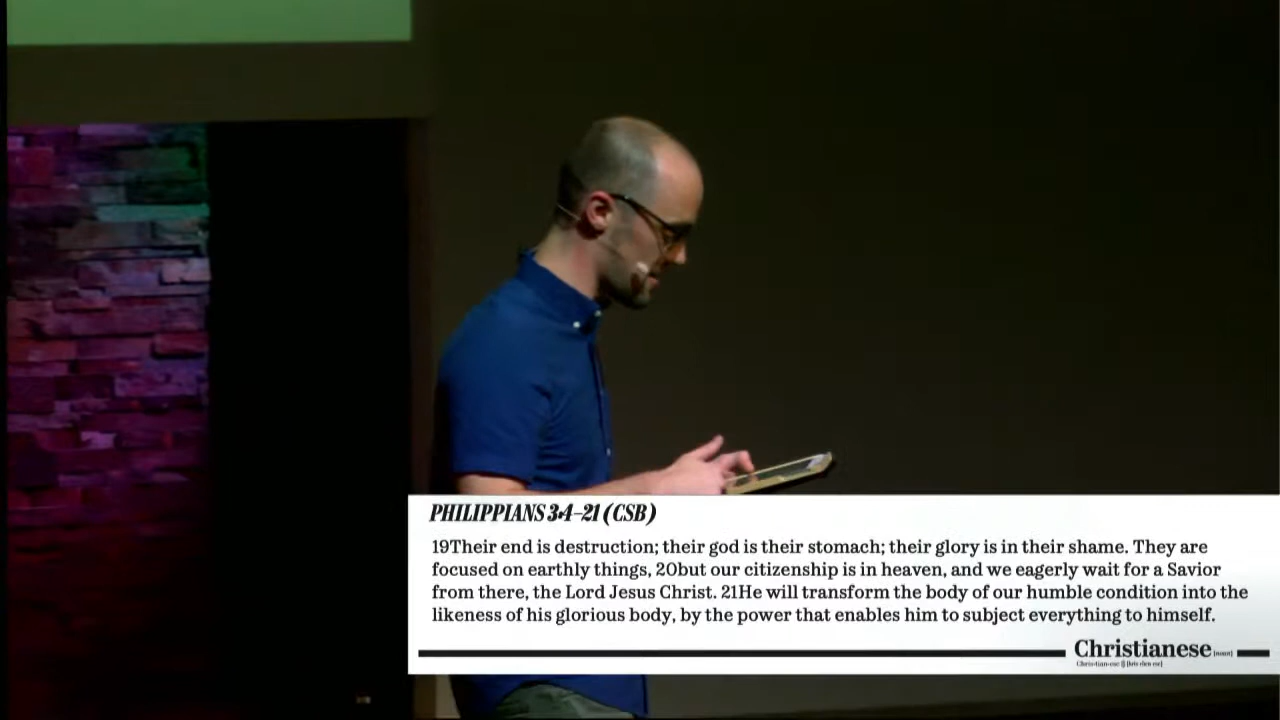 PHILIPPIANS 3:4–21 (CSB)
19Their end is destruction; their god is their stomach; their glory is in their shame. They are
focused on earthly things, 20but our citizenship is in heaven, and we eagerly wait for a Savior
from there, the Lord Jesus Christ. 21He will transform the body of our humble condition into the
likeness of his glorious body, by the power that enables him to subject everything to himself.
Christianese [noun]